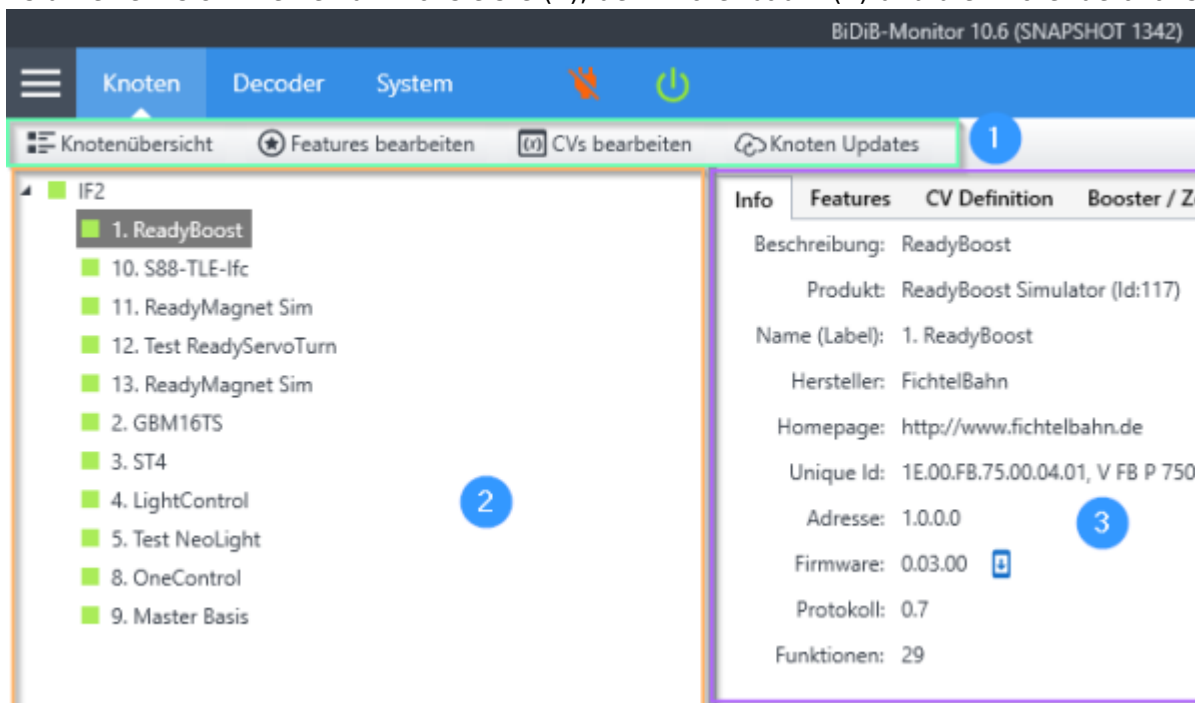 BiDiB-Monitor 10.6 (SNAPSHOT 1342)
Knoten Decoder System
Knotenübersicht Features bearbeiten CVs bearbeiten Knoten Updates 1
IF2
1. ReadyBoost
10. S88-TLE-Ifc
11. ReadyMagnet Sim
12. Test ReadyServoTurn
13. ReadyMagnet Sim
2. GBM16TS
3. ST4
4. LightControl
5. Test NeoLight
8. OneControl
9. Master Basis
2
Info Features CV Definition Booster / Z
Beschreibung: ReadyBoost
Produkt: ReadyBoost Simulator (Id:117)
Name (Label): 1. ReadyBoost
Hersteller: FichtelBahn
Homepage: http://www.fichtelbahn.de
Unique Id: 1E.00.FB.75.00.04.01, V FB P 750
Adresse: 1.0.0.0
Firmware: 0.03.00
Protokoll: 0.7
Funktionen: 29
3